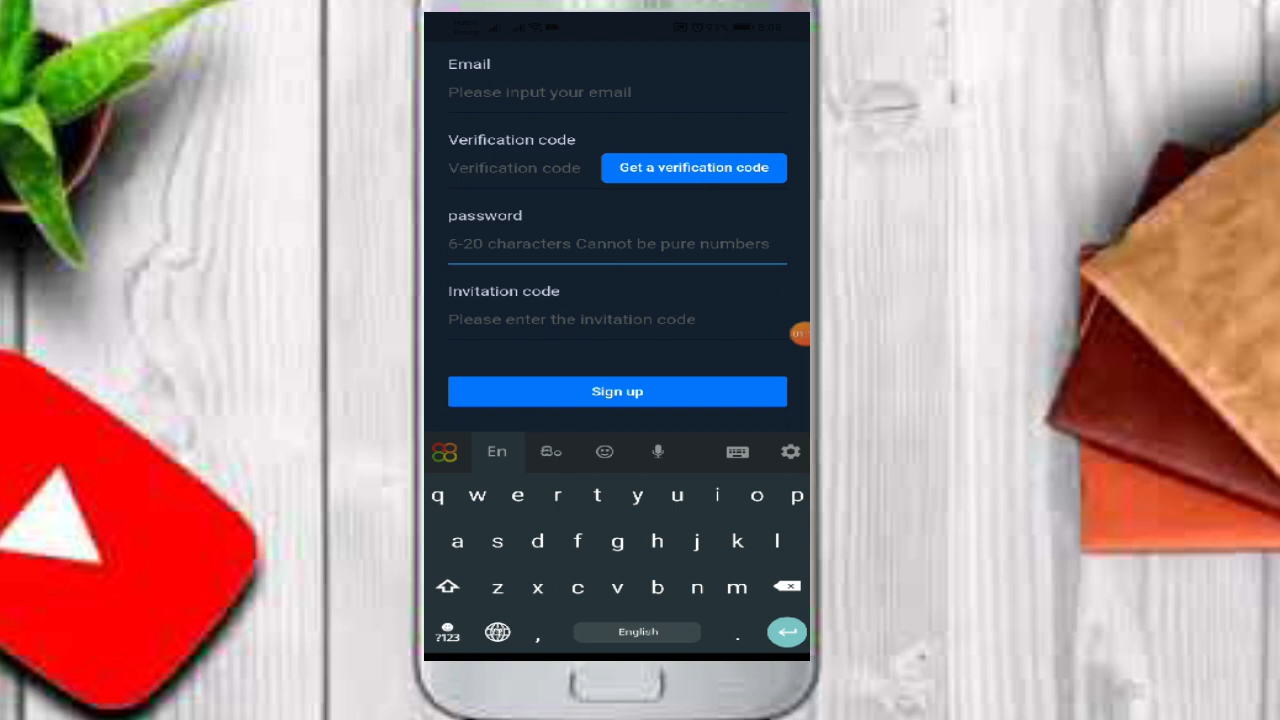 Email
Please input your email
Verification code
Verification code
Get a verification code
password
6-20 characters Cannot be pure numbers
Invitation code
Please enter the invitation code
Sign up
En
q w e r t y u i o p
a s d f g h j k l
z x c v b n m
?123 , English .